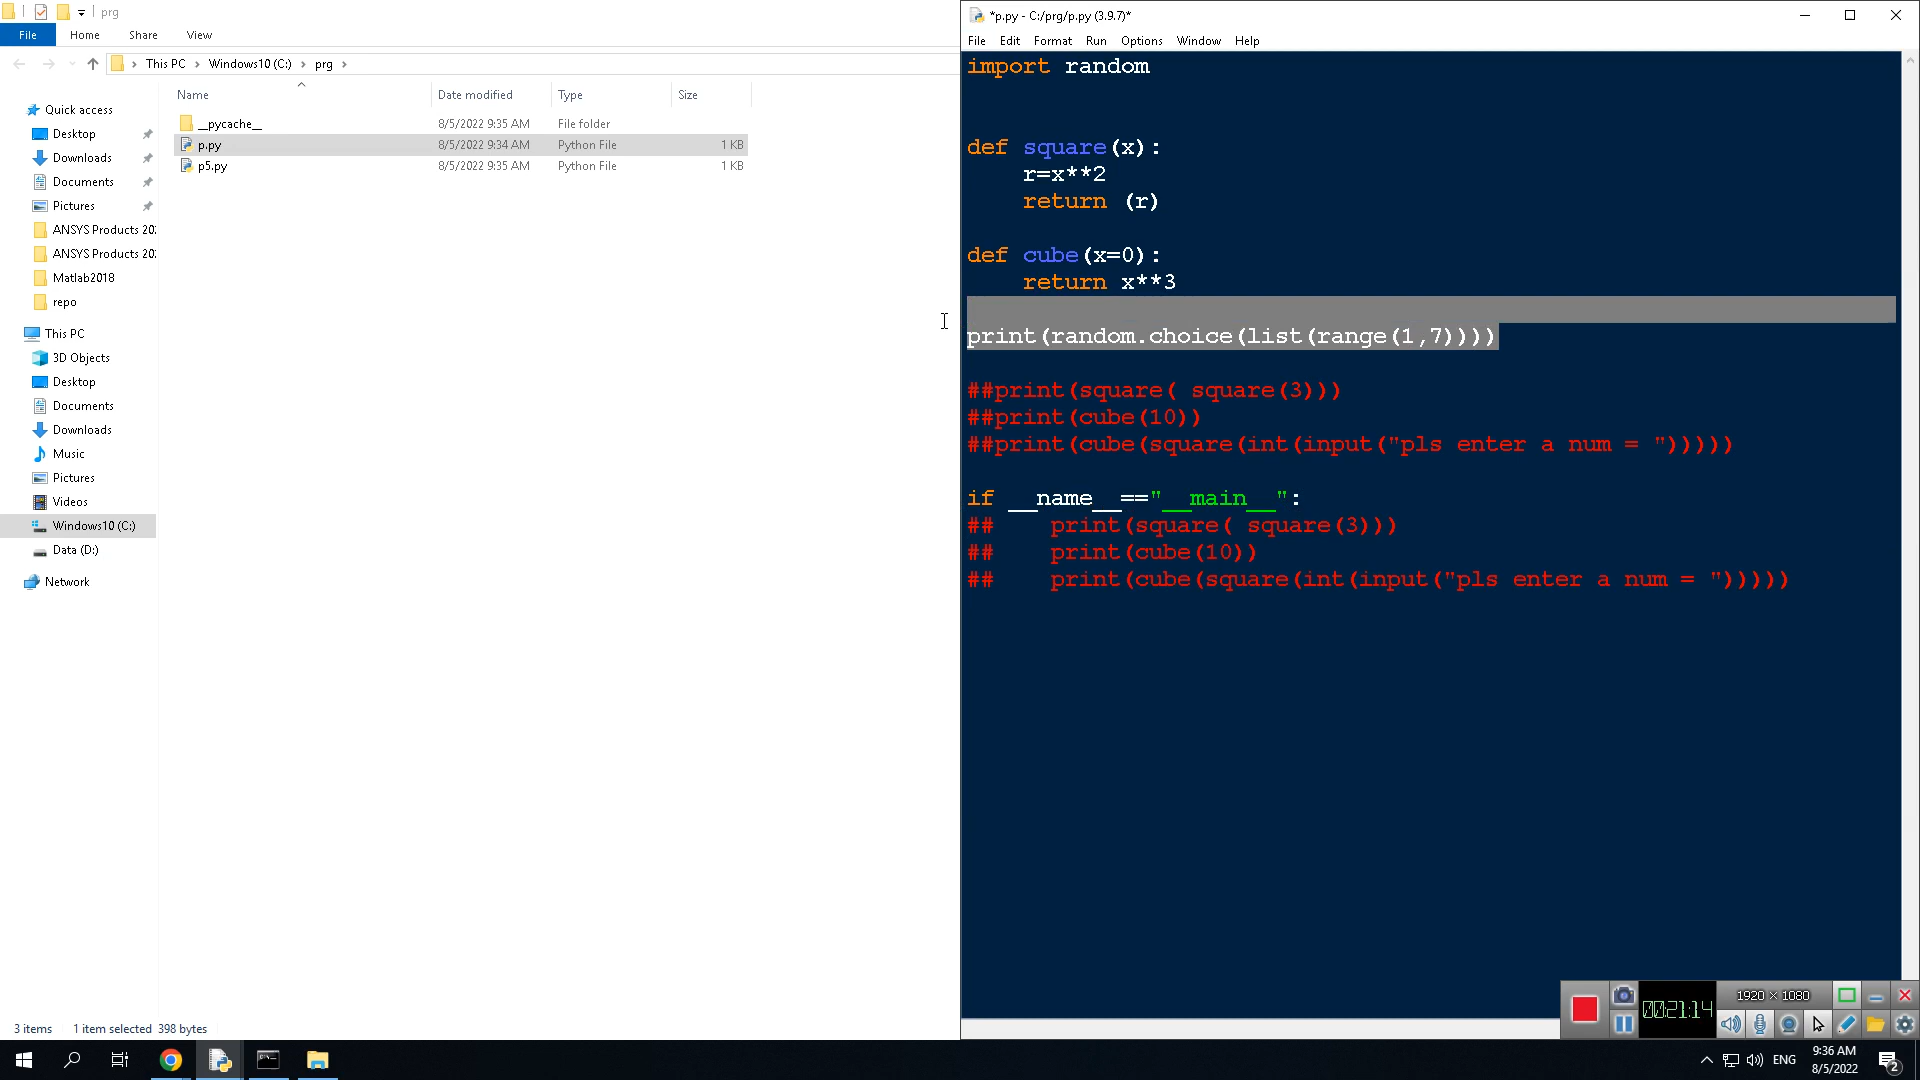 prg
File Home Share View
This PC Windows10 (C:) prg
Name Date modified Type Size
__pycache__ 8/5/2022 9:35 AM File folder
p.py 8/5/2022 9:34 AM Python File 1 KB
p5.py 8/5/2022 9:35 AM Python File 1 KB
Quick access
Desktop
Downloads
Documents
Pictures
ANSYS Products 202
ANSYS Products 202
Matlab2018
repo
This PC
3D Objects
Desktop
Documents
Downloads
Music
Pictures
Videos
Windows10 (C:)
Data (D:)
Network
3 items 1 item selected 398 bytes
*p.py - C:/prg/p.py (3.9.7)*
File Edit Format Run Options Window Help
import random
def square(x):
    r=x**2
    return (r)
def cube(x=0):
    return x**3
print(random.choice(list(range(1,7))))
##print(square( square(3)))
##print(cube(10))
##print(cube(square(int(input("pls enter a num = ")))))
if __name__=="__main__":
##    print(square( square(3)))
##    print(cube(10))
##    print(cube(square(int(input("pls enter a num = ")))))
00:21:14
1920 × 1080
ENG
9:36 AM
8/5/2022
2